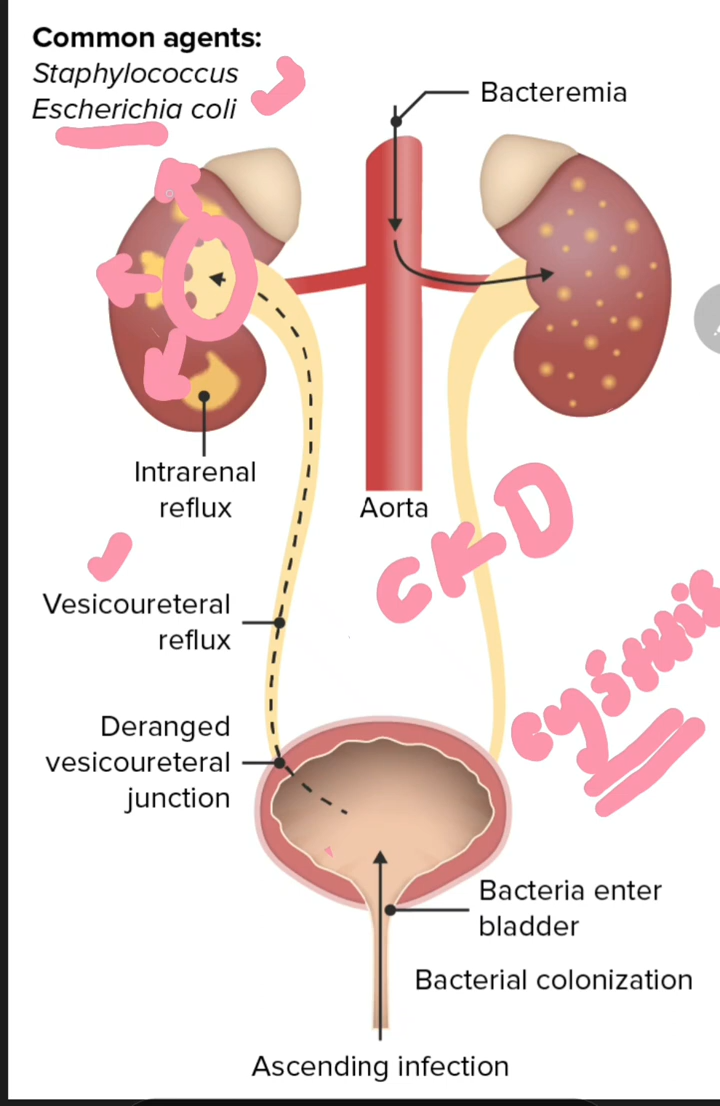 Common agents:
Staphylococcus
Escherichia coli
Bacteremia
Intrarenal
reflux
Aorta
CKD
Vesicoureteral
reflux
cystitis
Deranged
vesicoureteral
junction
Bacteria enter
bladder
Bacterial colonization
Ascending infection